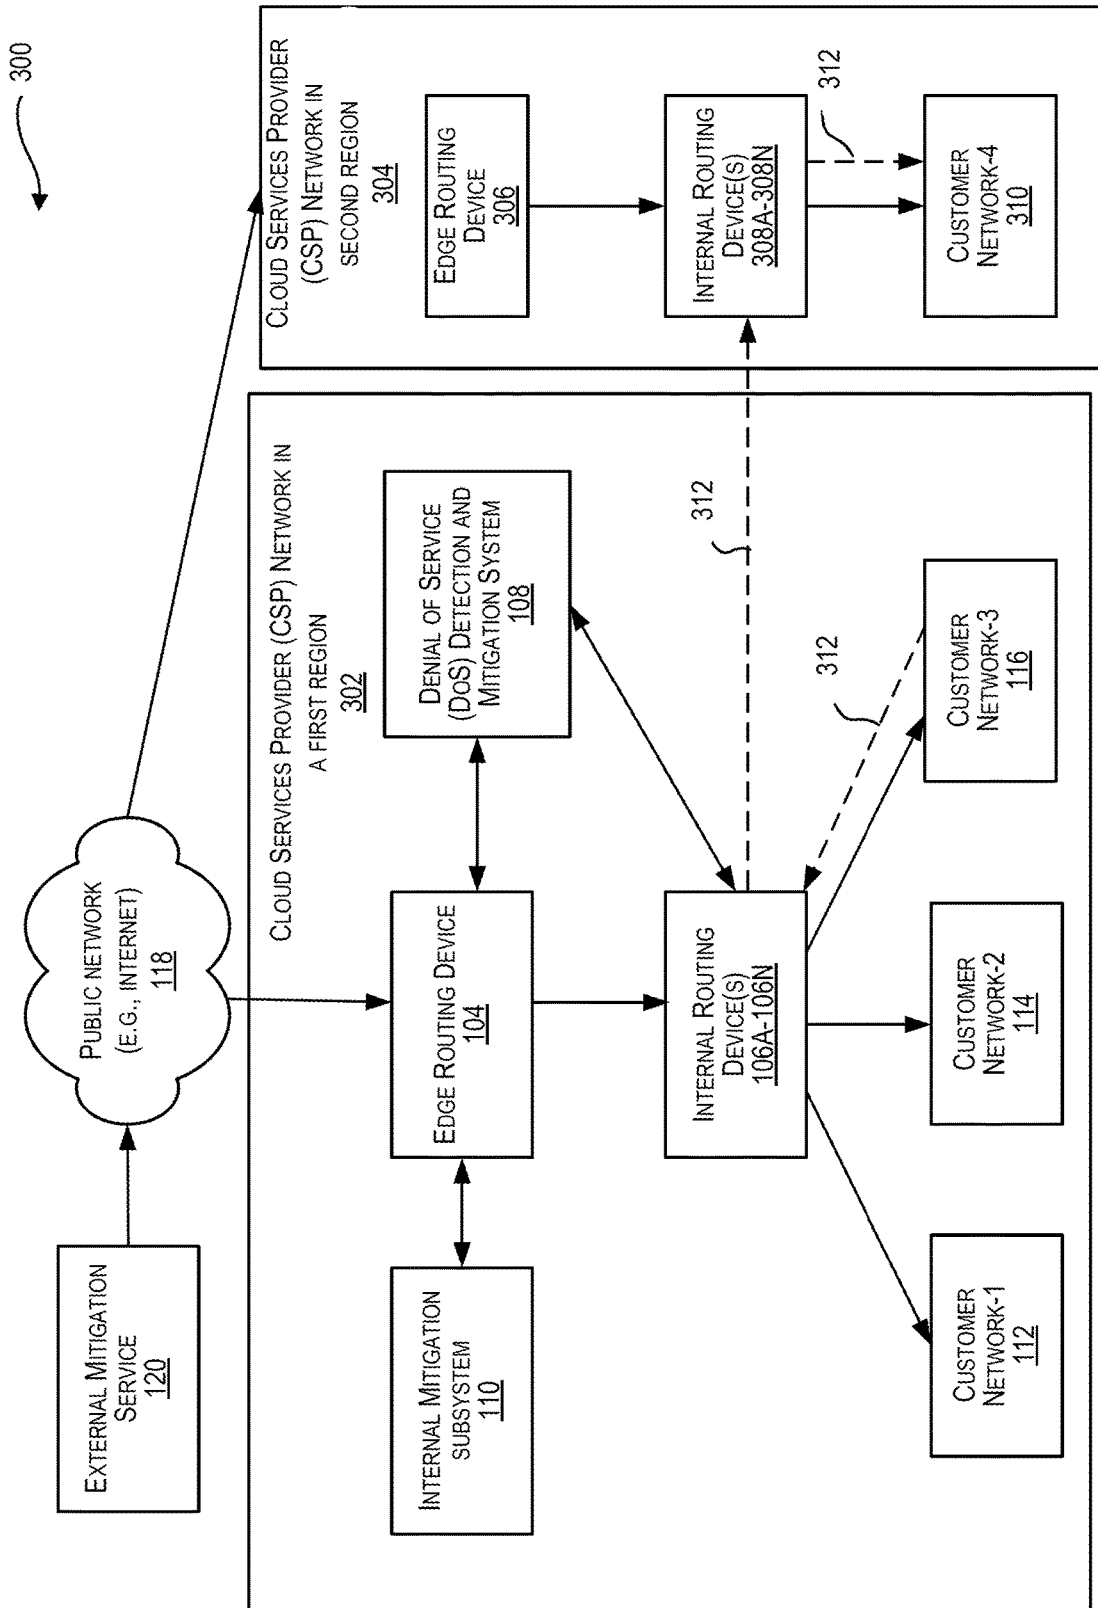 300
EXTERNAL MITIGATION
SERVICE
120
PUBLIC NETWORK
(E.G., INTERNET)
118
CLOUD SERVICES PROVIDER (CSP) NETWORK IN
A FIRST REGION
302
INTERNAL MITIGATION
SUBSYSTEM
110
EDGE ROUTING DEVICE
104
DENIAL OF SERVICE
(DOS) DETECTION AND
MITIGATION SYSTEM
108
INTERNAL ROUTING
DEVICE(S)
106A-106N
312
312
CUSTOMER
NETWORK-1
112
CUSTOMER
NETWORK-2
114
CUSTOMER
NETWORK-3
116
CLOUD SERVICES PROVIDER
(CSP) NETWORK IN
SECOND REGION
304
EDGE ROUTING
DEVICE
306
INTERNAL ROUTING
DEVICE(S)
308A-308N
312
CUSTOMER
NETWORK-4
310